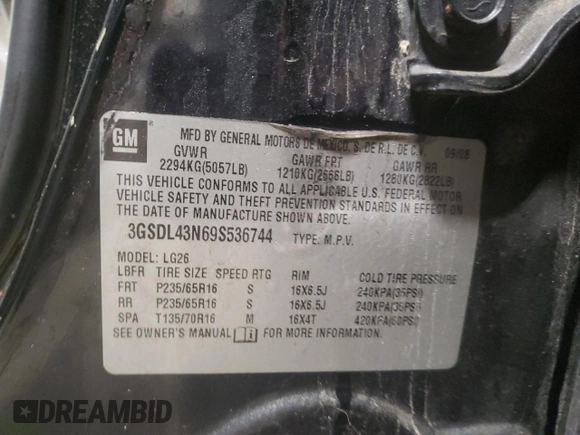 GM
MFD BY GENERAL MOTORS DE MEXICO, S. DE R.L. DE C.V. 09/08
GVWR GAWR FRT GAWR RR
2294KG(5057LB) 1210KG(2666LB) 1280KG(2822LB)
THIS VEHICLE CONFORMS TO ALL APPLICABLE U.S. FEDERAL MOTOR
VEHICLE SAFETY AND THEFT PREVENTION STANDARDS IN EFFECT ON
THE DATE OF MANUFACTURE SHOWN ABOVE.
3GSDL43N69S536744 TYPE: M.P.V.
MODEL: LG26
LBFR TIRE SIZE SPEED RTG RIM COLD TIRE PRESSURE
FRT P235/65R16 S 16X6.5J 240KPA(35PSI)
RR P235/65R16 S 16X6.5J 240KPA(35PSI)
SPA T135/70R16 M 16X4T 420KPA(60PSI)
SEE OWNER'S MANUAL FOR MORE INFORMATION.
DREAMBID